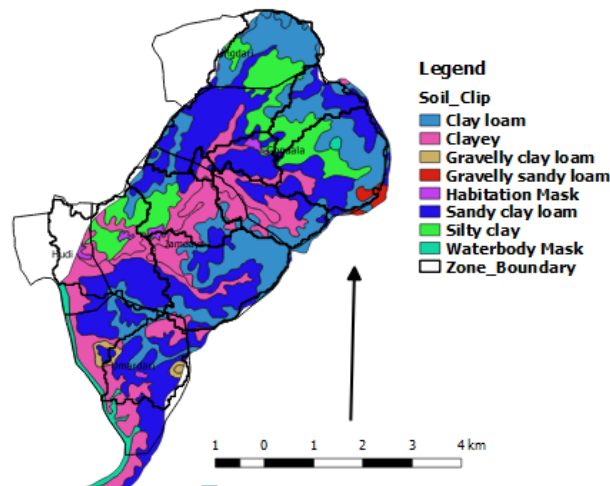 Legend
Soil_Clip
Clay loam
Clayey
Gravelly clay loam
Gravelly sandy loam
Habitation Mask
Sandy clay loam
Silty clay
Waterbody Mask
Zone_Boundary
Hudi
1 0 1 2 3 4 km